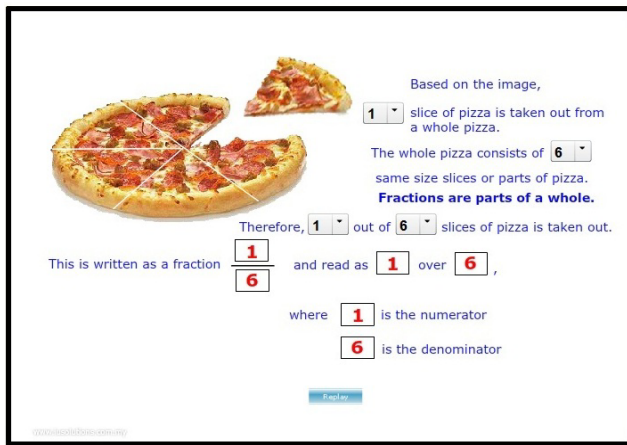 Based on the image,
1 slice of pizza is taken out from
a whole pizza.
The whole pizza consists of 6
same size slices or parts of pizza.
Fractions are parts of a whole.
Therefore, 1 out of 6 slices of pizza is taken out.
This is written as a fraction 1/6 and read as 1 over 6 ,
where 1 is the numerator
6 is the denominator
Replay